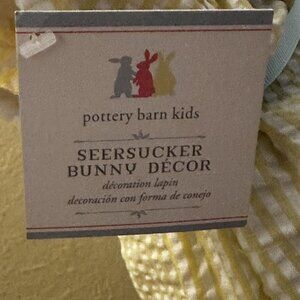 pottery barn kids
SEERSUCKER
BUNNY DÉCOR
décoration lapin
decoración con forma de conejo